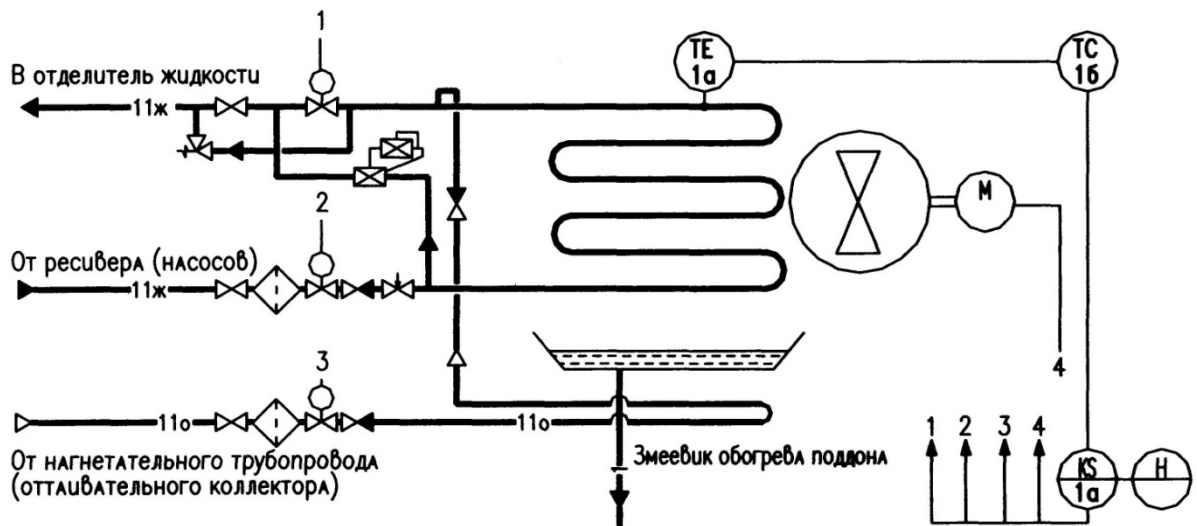 1
TE
1а
TC
1б
В отделитель жидкости
11ж
2
М
От ресивера (насосов)
11ж
3
4
11о
11о
От нагнетательного трубопровода
(оттаивательного коллектора)
Змеевик обогрева поддона
1
2
3
4
KS
1а
Н